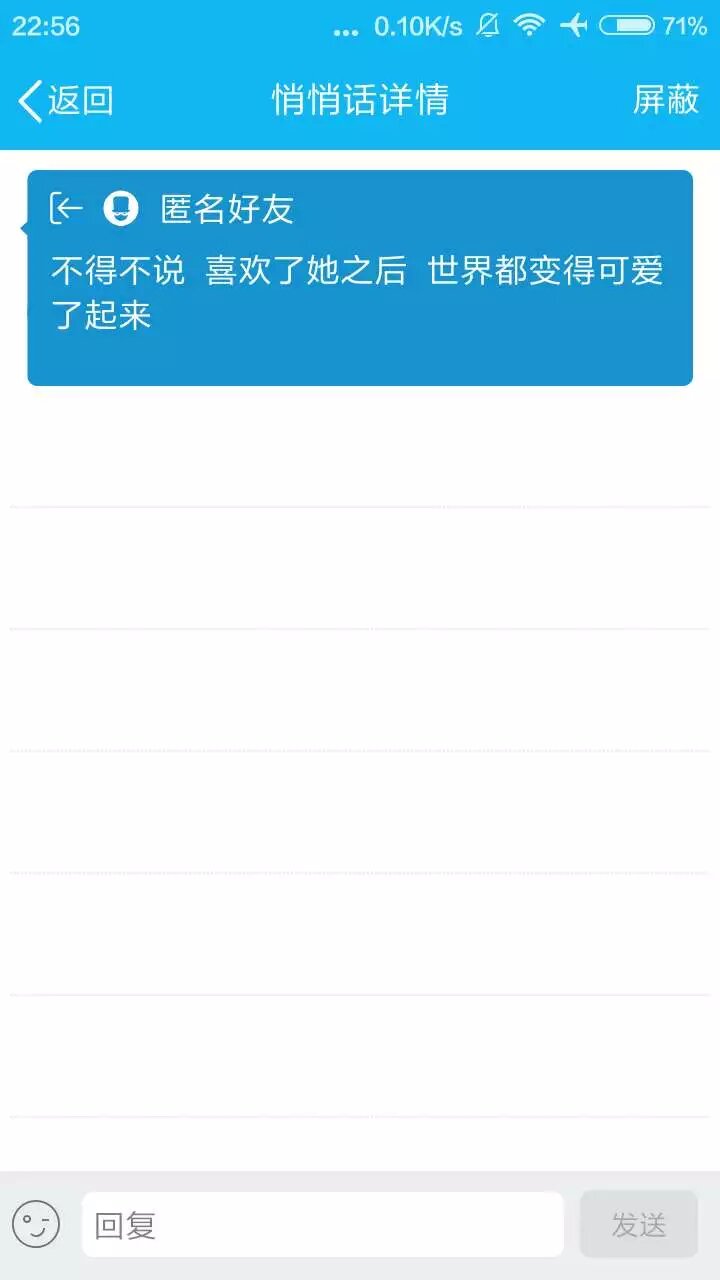 22:56 ... 0.10K/s 71%
返回 悄悄话详情 屏蔽
匿名好友
不得不说 喜欢了她之后 世界都变得可爱
了起来
回复 发送